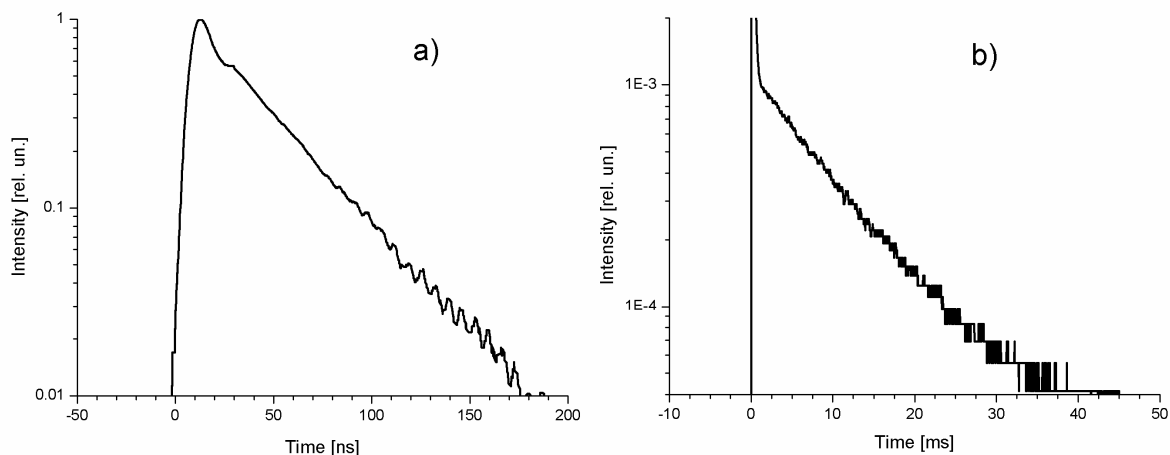 a)
1
0.1
0.01
-50
0
50
100
150
200
Time [ns]
Intensity [rel. un.]
b)
1E-3
1E-4
-10
0
10
20
30
40
50
Time [ms]
Intensity [rel. un.]